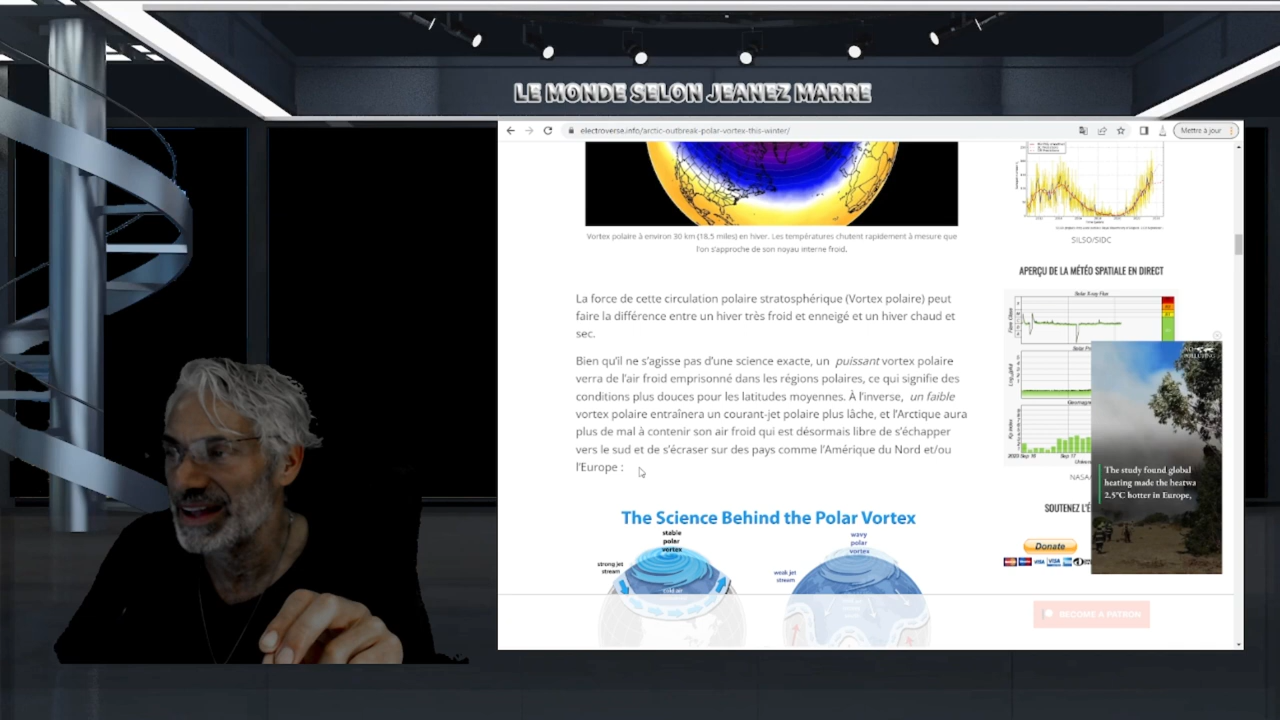 LE MONDE SELON JEANEZ MARRE
electroverse.info/arctic-outbreak-polar-vortex-this-winter/
Mettre à jour
Vortex polaire à environ 30 km (18,5 miles) en hiver. Les températures chutent rapidement à mesure que
l'on s'approche de son noyau interne froid.
La force de cette circulation polaire stratosphérique (Vortex polaire) peut
faire la différence entre un hiver très froid et enneigé et un hiver chaud et
sec.
Bien qu'il ne s'agisse pas d'une science exacte, un puissant vortex polaire
verra de l'air froid emprisonné dans les régions polaires, ce qui signifie des
conditions plus douces pour les latitudes moyennes. À l'inverse, un faible
vortex polaire entraînera un courant-jet polaire plus lâche, et l'Arctique aura
plus de mal à contenir son air froid qui est désormais libre de s'échapper
vers le sud et de s'écraser sur des pays comme l'Amérique du Nord et/ou
l'Europe :
The Science Behind the Polar Vortex
stable
polar
vortex
strong jet
stream
cold air
wavy
polar
vortex
weak jet
stream
SILSO/SIDC
APERÇU DE LA MÉTÉO SPATIALE EN DIRECT
Solar X-ray Flux
The study found global
heating made the heatwa
2.5°C hotter in Europe,
NASA
SOUTENEZ L'É
Donate
BECOME A PATRON